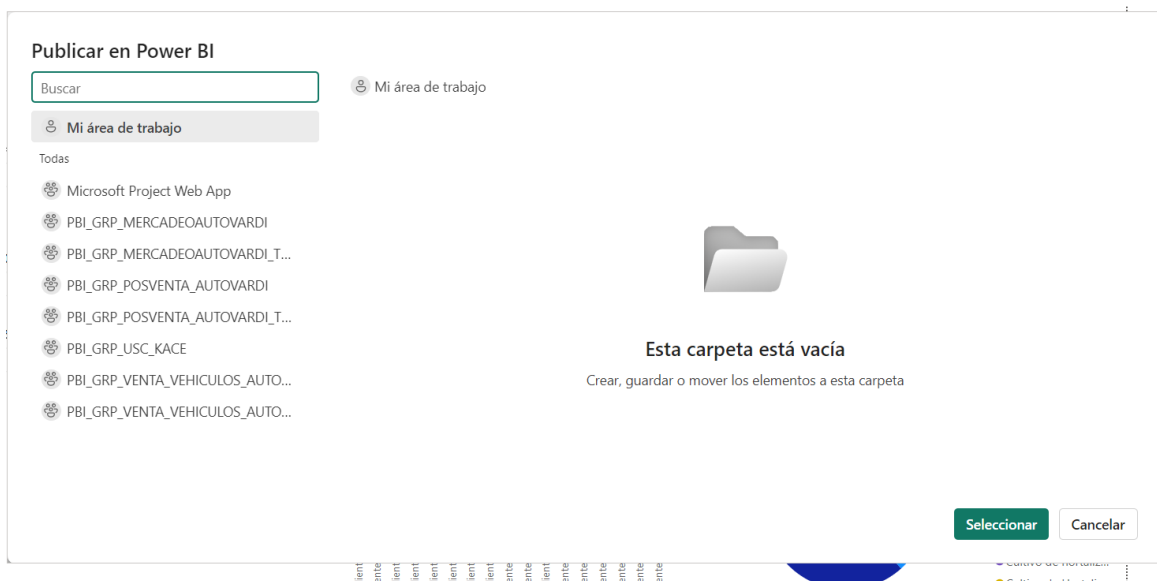 Publicar en Power BI
Buscar
Mi área de trabajo
Mi área de trabajo
Todas
Microsoft Project Web App
PBI_GRP_MERCADEOAUTOVARDI
PBI_GRP_MERCADEOAUTOVARDI_T...
PBI_GRP_POSVENTA_AUTOVARDI
PBI_GRP_POSVENTA_AUTOVARDI_T...
PBI_GRP_USC_KACE
PBI_GRP_VENTA_VEHICULOS_AUTO...
PBI_GRP_VENTA_VEHICULOS_AUTO...
Esta carpeta está vacía
Crear, guardar o mover los elementos a esta carpeta
Seleccionar
Cancelar